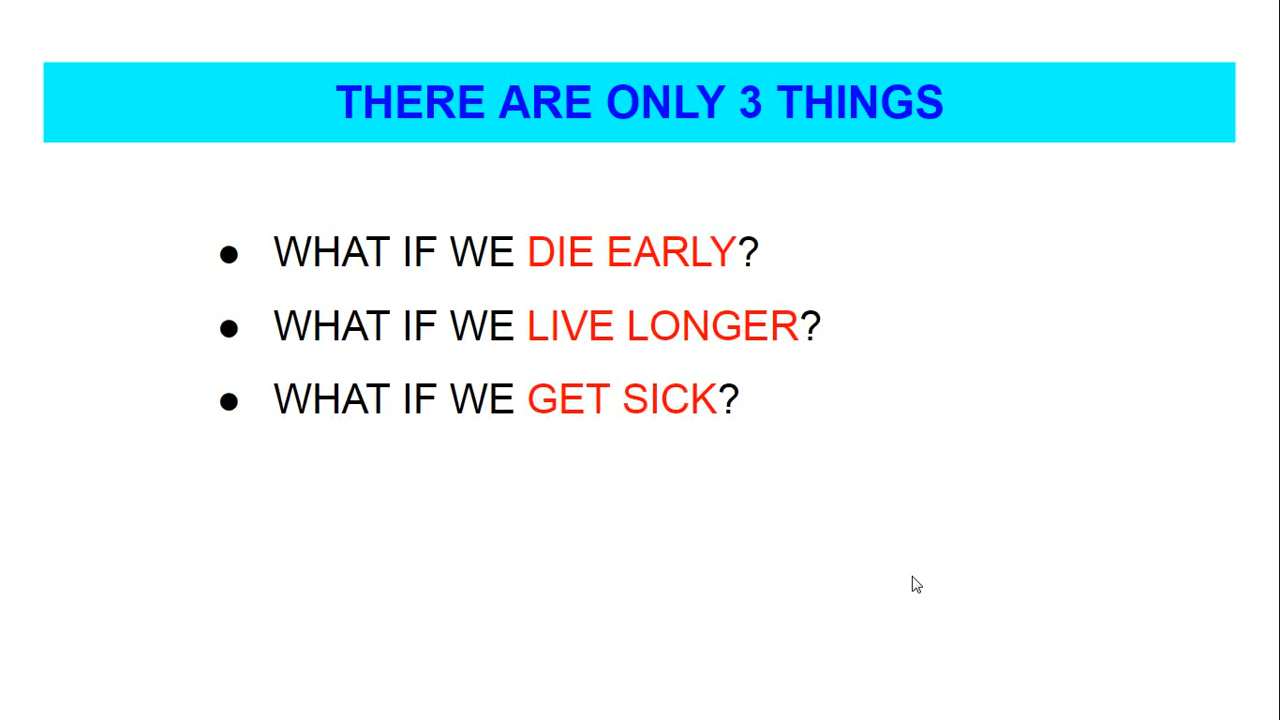 THERE ARE ONLY 3 THINGS
● WHAT IF WE DIE EARLY?
● WHAT IF WE LIVE LONGER?
● WHAT IF WE GET SICK?